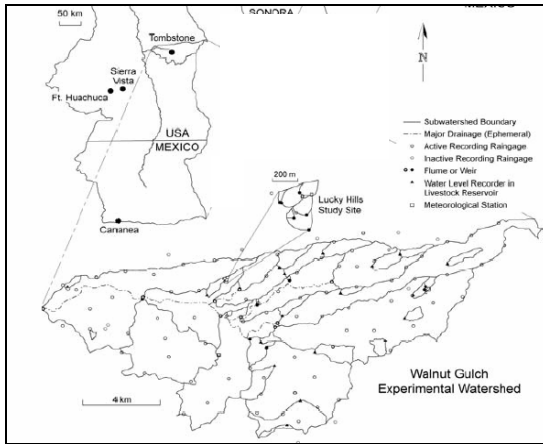 50 km
SONORA
MEXICO
Tombstone
Sierra
Vista
Ft. Huachuca
N
USA
MEXICO
Cananea
Subwatershed Boundary
Major Drainage (Ephemeral)
Active Recording Raingage
Inactive Recording Raingage
Flume or Weir
Water Level Recorder in
Livestock Reservoir
Meteorological Station
200 m
Lucky Hills
Study Site
Walnut Gulch
Experimental Watershed
4 km